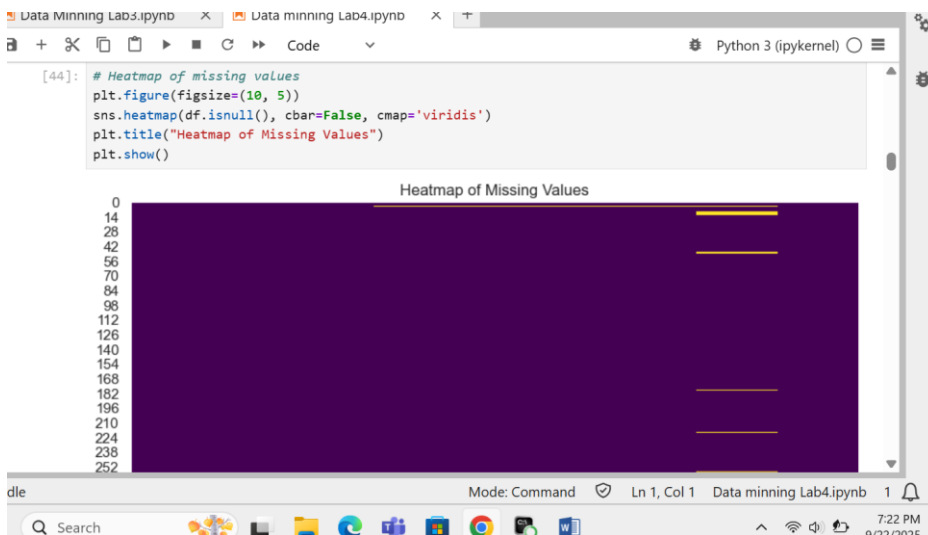 Data Minning Lab3.ipynb
Data minning Lab4.ipynb
Code
Python 3 (ipykernel)
[44]:
# Heatmap of missing values
plt.figure(figsize=(10, 5))
sns.heatmap(df.isnull(), cbar=False, cmap='viridis')
plt.title("Heatmap of Missing Values")
plt.show()
Heatmap of Missing Values
0
14
28
42
56
70
84
98
112
126
140
154
168
182
196
210
224
238
252
dle
Mode: Command
Ln 1, Col 1
Data minning Lab4.ipynb
1
Search
7:22 PM
9/22/2025